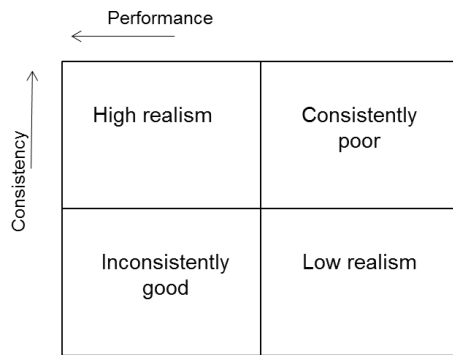 Performance
Consistency
High realism
Consistently
poor
Inconsistently
good
Low realism